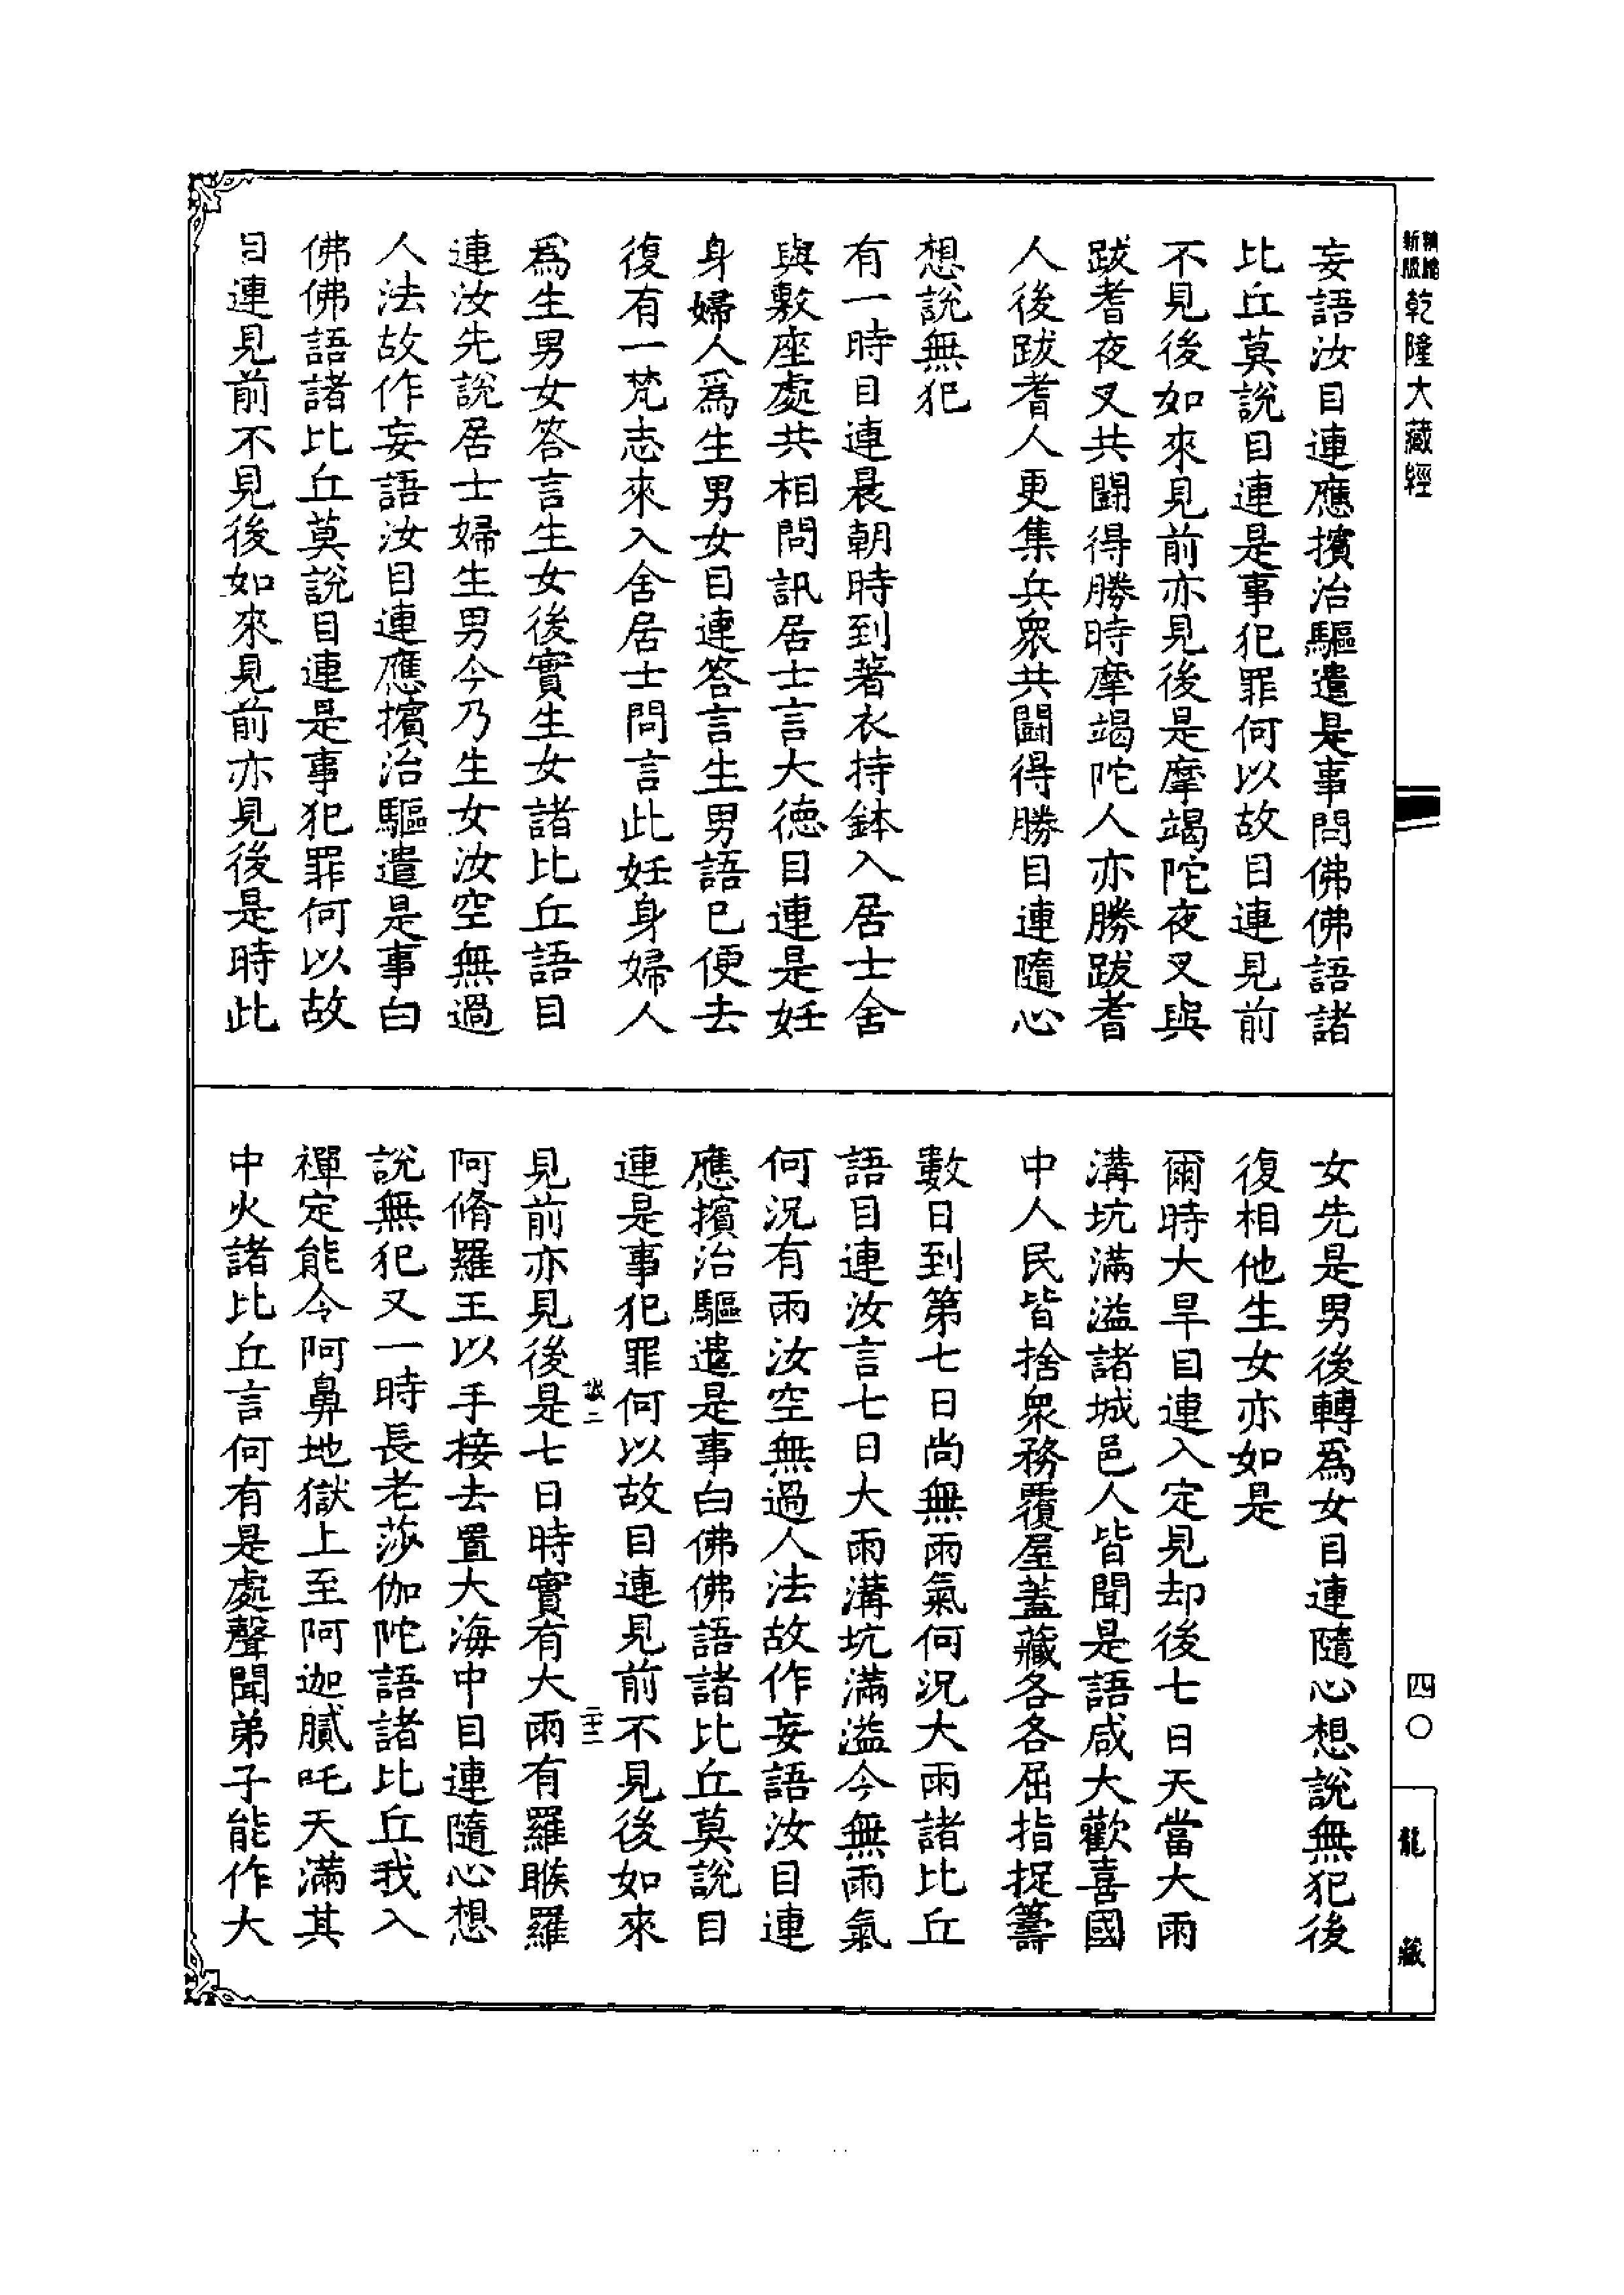 新版 精縮 乾隆大藏經
妄語汝目連應擯治驅遣是事問佛佛語諸
比丘莫說目連是事犯罪何以故目連見前
不見後如來見前亦見後是摩竭陀夜叉與
跋耆夜叉共鬪得勝時摩竭陀人亦勝跋耆
人後跋耆人更集兵衆共鬪得勝目連隨心
想說無犯
有一時目連晨朝時到著衣持鉢入居士舍
與敷座處共相問訊居士言大德目連是妊
身婦人爲生男女目連答言生男語已便去
復有一梵志來入舍居士問言此妊身婦人
爲生男女答言生女後實生女諸比丘語目
連汝先說居士婦生男今乃生女汝空無過
人法故作妄語汝目連應擯治驅遣是事白
佛佛語諸比丘莫說目連是事犯罪何以故
目連見前不見後如來見前亦見後是時此
女先是男後轉爲女目連隨心想說無犯後
復相他生女亦如是
爾時大旱目連入定見却後七日天當大雨
溝坑滿溢諸城邑人皆聞是語咸大歡喜國
中人民皆捨衆務覆屋蓋藏各各屈指捉籌
數日到第七日尚無雨氣何況大雨諸比丘
語目連汝言七日大雨溝坑滿溢今無雨氣
何況有雨汝空無過人法故作妄語汝目連
應擯治驅遣是事白佛佛語諸比丘莫說目
連是事犯罪何以故目連見前不見後如來
誠二 二十二
見前亦見後是七日時實有大雨有羅睺羅
阿脩羅王以手接去置大海中目連隨心想
說無犯又一時長老莎伽陀語諸比丘我入
禪定能令阿鼻地獄上至阿迦膩吒天滿其
中火諸比丘言何有是處聲聞弟子能作大
四〇
龍藏